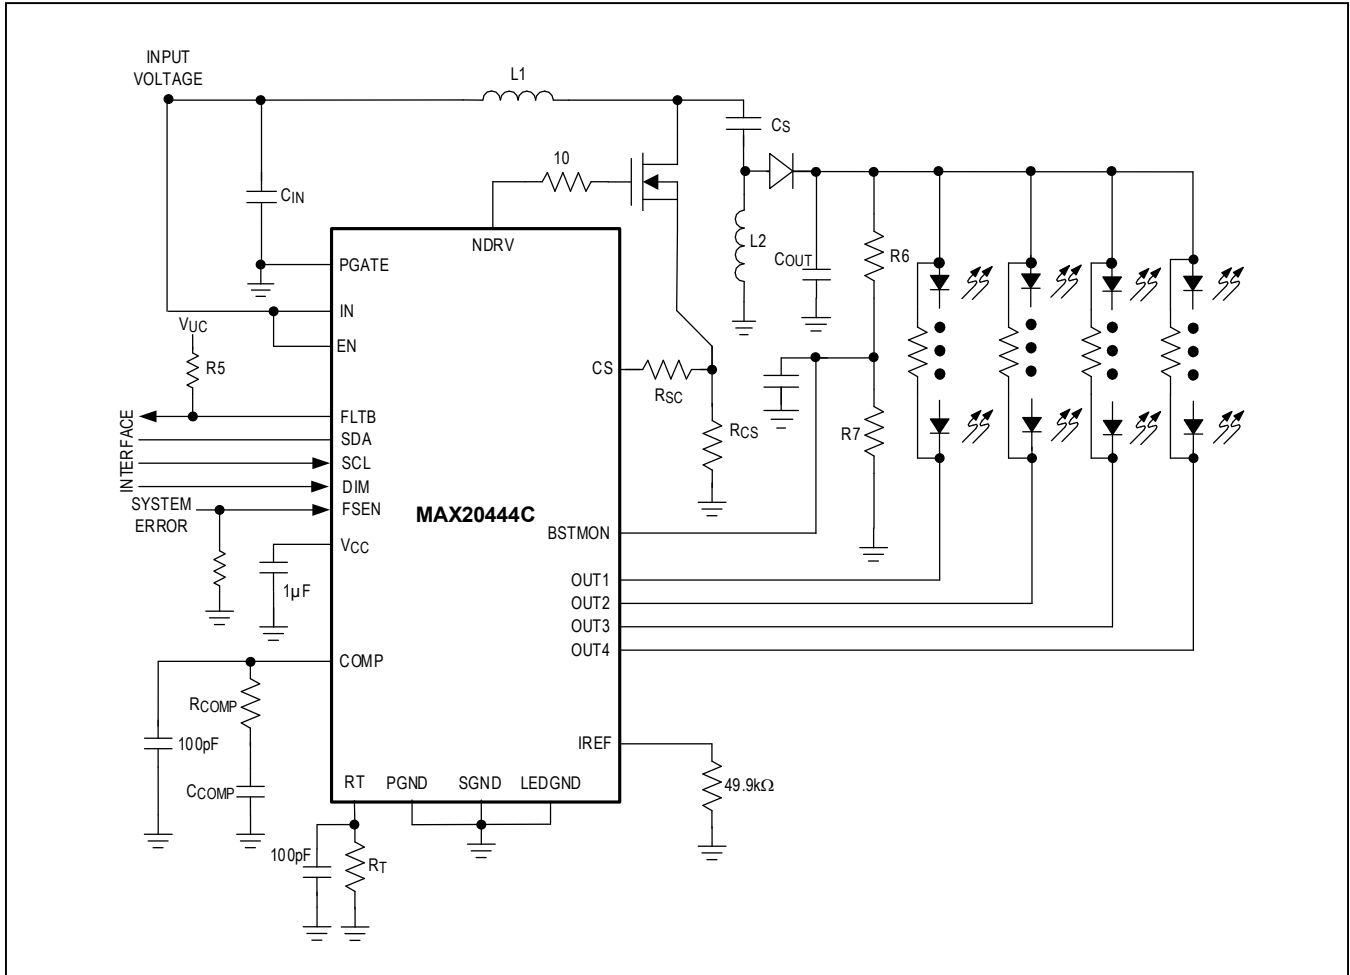 INPUT
VOLTAGE
L1
CS
10
CIN
NDRV
L2
COUT
R6
PGATE
IN
VUC
EN
R5
CS
RSC
FLTB
SDA
SCL
DIM
FSEN
INTERFACE
SYSTEM
ERROR
RCS
R7
MAX20444C
BSTMON
VCC
1µF
OUT1
OUT2
OUT3
OUT4
COMP
RCOMP
100pF
CCOMP
IREF
49.9kΩ
RT
PGND
SGND
LEDGND
100pF
RT